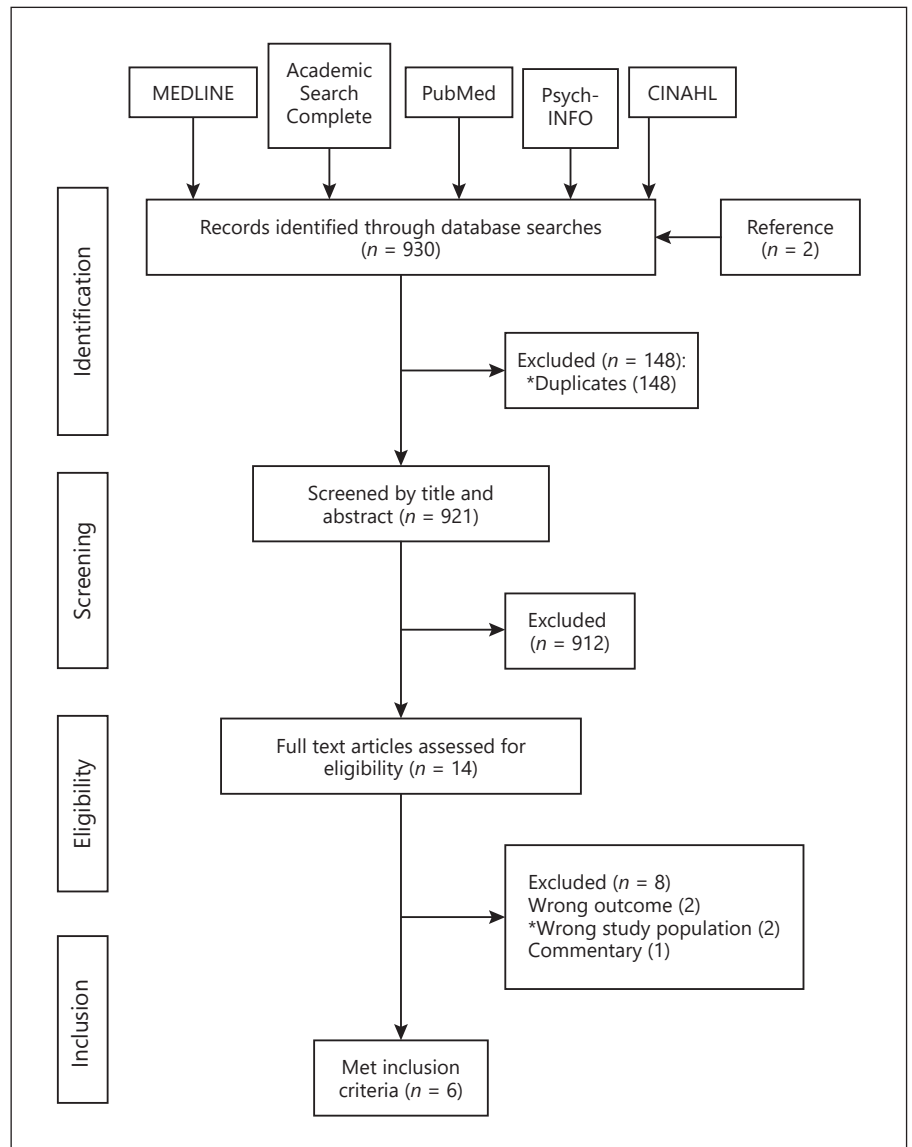 MEDLINE
Academic
Search
Complete
PubMed
Psych-
INFO
CINAHL
Records identified through database searches
(n = 930)
Reference
(n = 2)
Identification
Excluded (n = 148):
*Duplicates (148)
Screened by title and
abstract (n = 921)
Screening
Excluded
(n = 912)
Full text articles assessed for
eligibility (n = 14)
Eligibility
Excluded (n = 8)
Wrong outcome (2)
*Wrong study population (2)
Commentary (1)
Inclusion
Met inclusion
criteria (n = 6)